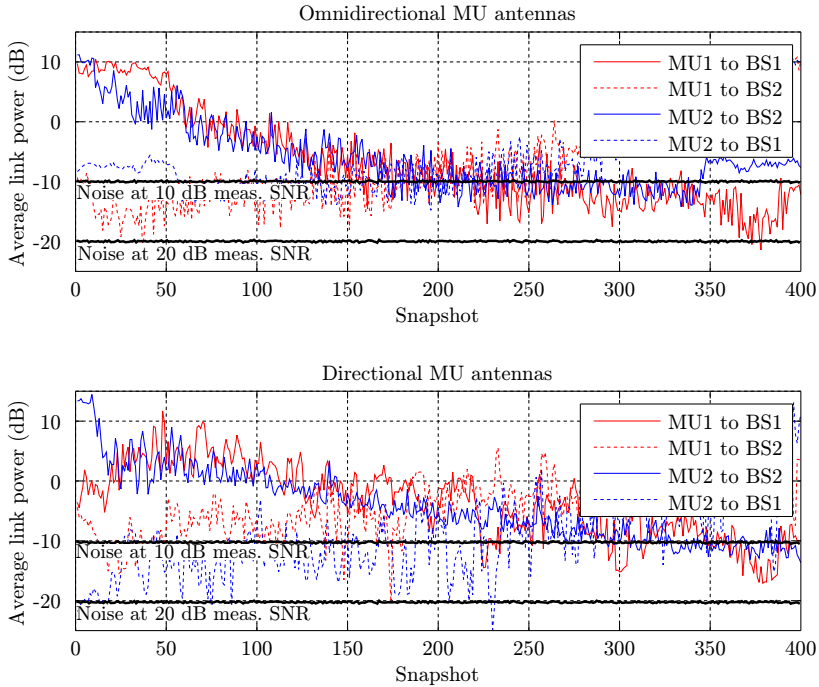 Omnidirectional MU antennas
Average link power (dB)
10
0
-10
-20
MU1 to BS1
MU1 to BS2
MU2 to BS2
MU2 to BS1
Noise at 10 dB meas. SNR
Noise at 20 dB meas. SNR
0 50 100 150 200 250 300 350 400
Snapshot
Directional MU antennas
Average link power (dB)
10
0
-10
-20
MU1 to BS1
MU1 to BS2
MU2 to BS2
MU2 to BS1
Noise at 10 dB meas. SNR
Noise at 20 dB meas. SNR
0 50 100 150 200 250 300 350 400
Snapshot